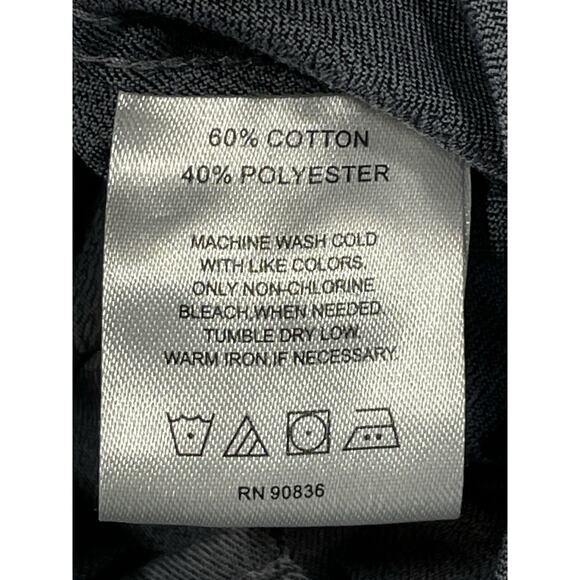 60% COTTON
40% POLYESTER
MACHINE WASH COLD
WITH LIKE COLORS.
ONLY NON-CHLORINE
BLEACH,WHEN NEEDED.
TUMBLE DRY LOW.
WARM IRON,IF NECESSARY.
RN 90836